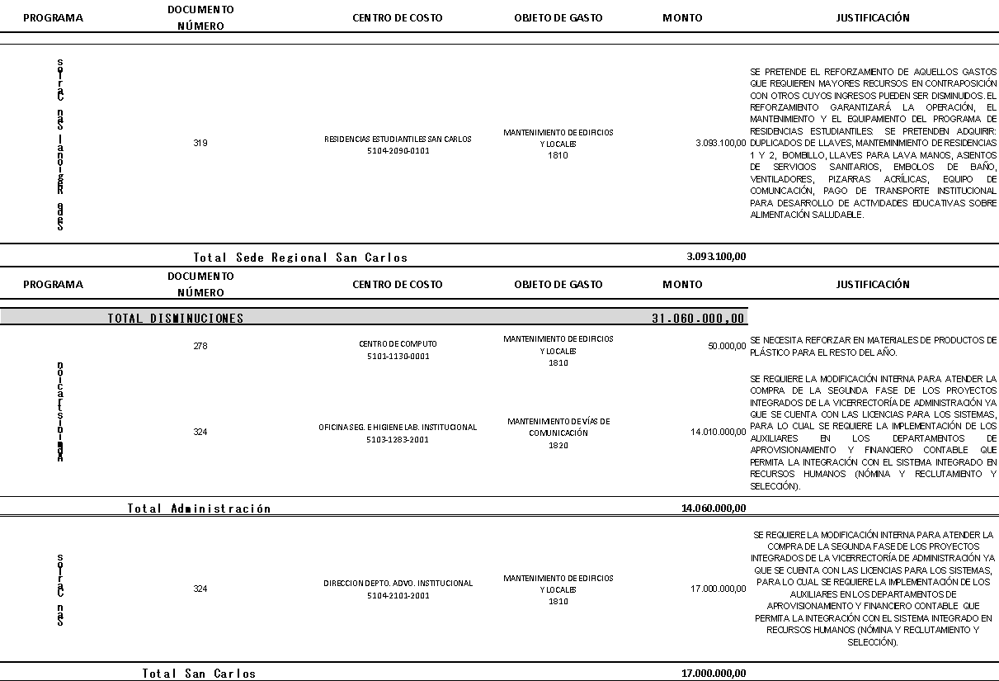 PROGRAMA
DOCUMENTO
NÚMERO
CENTRO DE COSTO
OBJETO DE GASTO
MONTO
JUSTIFICACIÓN
Sede Regional San Carlos
319
RESIDENCIAS ESTUDIANTILES SAN CARLOS
5104-2090-0101
MANTENIMIENTO DE EDIFICIOS
Y LOCALES
1810
3.093.100,00
SE PRETENDE EL REFORZAMIENTO DE AQUELLOS GASTOS
QUE REQUIEREN MAYORES RECURSOS EN CONTRAPOSICIÓN
CON OTROS CUYOS INGRESOS PUEDEN SER DISMINUDOS. EL
REFORZAMIENTO GARANTIZARÁ LA OPERACIÓN, EL
MANTENIMIENTO Y EL EQUIPAMIENTO DEL PROGRAMA DE
RESIDENCIAS ESTUDIANTILES: SE PRETENDEN ADQUIRIR:
DUPLICADOS DE LLAVES, MANTEMINIMIENTO DE RESIDENCIAS
1 Y 2, BOMBILLO, LLAVES PARA LAVA MANOS, ASIENTOS
DE SERVICIOS SANITARIOS, EMBOLOS DE BAÑO,
VENTILADORES, PIZARRAS ACRÍLICAS, EQUIPO DE
COMUNICACIÓN, PAGO DE TRANSPORTE INSTITUCIONAL
PARA DESARROLLO DE ACTIVIDADES EDUCATIVAS SOBRE
ALIMENTACIÓN SALUDABLE.
Total Sede Regional San Carlos
3.093.100,00
PROGRAMA
DOCUMENTO
NÚMERO
CENTRO DE COSTO
OBJETO DE GASTO
MONTO
JUSTIFICACIÓN
TOTAL DISMINUCIONES
31.060.000,00
Administración
278
CENTRO DE COMPUTO
5101-1130-0001
MANTENIMIENTO DE EDIFICIOS
Y LOCALES
1810
50.000,00
SE NECESITA REFORZAR EN MATERIALES DE PRODUCTOS DE
PLÁSTICO PARA EL RESTO DEL AÑO.
324
OFICINA SEG. E HIGIENE LAB. INSTITUCIONAL
5103-1283-2001
MANTENIMIENTO DE VÍAS DE
COMUNICACIÓN
1820
14.010.000,00
SE REQUIERE LA MODIFICACIÓN INTERNA PARA ATENDER LA
COMPRA DE LA SEGUNDA FASE DE LOS PROYECTOS
INTEGRADOS DE LA VICERRECTORÍA DE ADMINISTRACIÓN YA
QUE SE CUENTA CON LAS LICENCIAS PARA LOS SISTEMAS,
PARA LO CUAL SE REQUIERE LA IMPLEMENTACIÓN DE LOS
AUXILIARES EN LOS DEPARTAMENTOS DE
APROVISIONAMIENTO Y FINANCIERO CONTABLE QUE
PERMITA LA INTEGRACIÓN CON EL SISTEMA INTEGRADO EN
RECURSOS HUMANOS (NÓMINA Y RECLUTAMIENTO Y
SELECCIÓN).
Total Administración
14.060.000,00
San Carlos
324
DIRECCION DEPTO. ADVO. INSTITUCIONAL
5104-2101-2001
MANTENIMIENTO DE EDIFICIOS
Y LOCALES
1810
17.000.000,00
SE REQUIERE LA MODIFICACIÓN INTERNA PARA ATENDER LA
COMPRA DE LA SEGUNDA FASE DE LOS PROYECTOS
INTEGRADOS DE LA VICERRECTORÍA DE ADMINISTRACIÓN YA
QUE SE CUENTA CON LAS LICENCIAS PARA LOS SISTEMAS,
PARA LO CUAL SE REQUIERE LA IMPLEMENTACIÓN DE LOS
AUXILIARES EN LOS DEPARTAMENTOS DE
APROVISIONAMIENTO Y FINANCIERO CONTABLE QUE
PERMITA LA INTEGRACIÓN CON EL SISTEMA INTEGRADO EN
RECURSOS HUMANOS (NÓMINA Y RECLUTAMIENTO Y
SELECCIÓN).
Total San Carlos
17.000.000,00